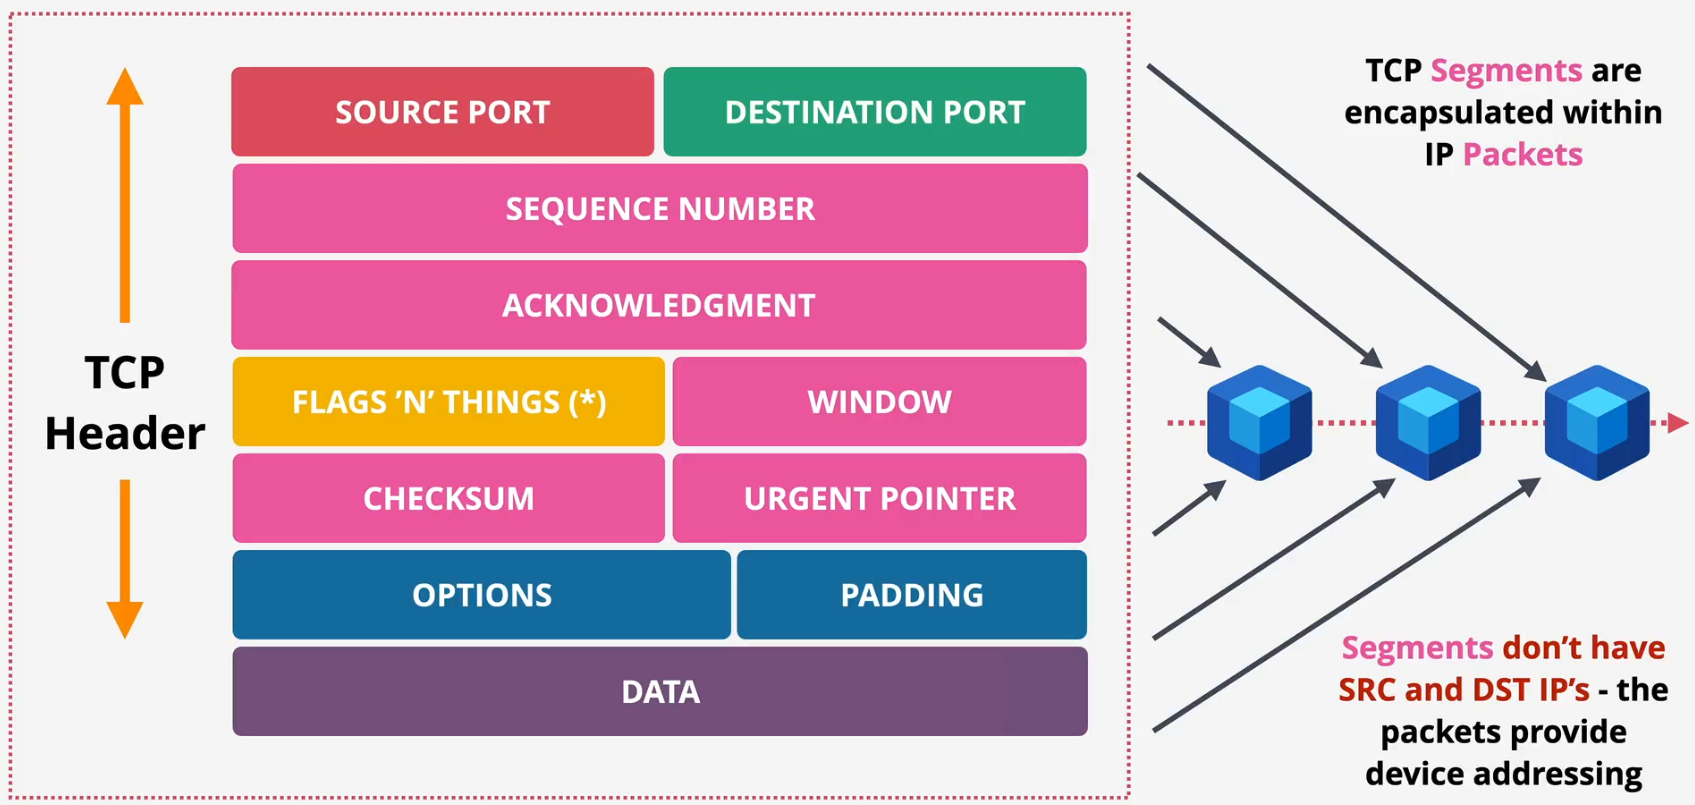 TCP Header
SOURCE PORT
DESTINATION PORT
SEQUENCE NUMBER
ACKNOWLEDGMENT
FLAGS ’N’ THINGS (*)
WINDOW
CHECKSUM
URGENT POINTER
OPTIONS
PADDING
DATA
TCP Segments are
encapsulated within
IP Packets
Segments don’t have
SRC and DST IP’s - the
packets provide
device addressing